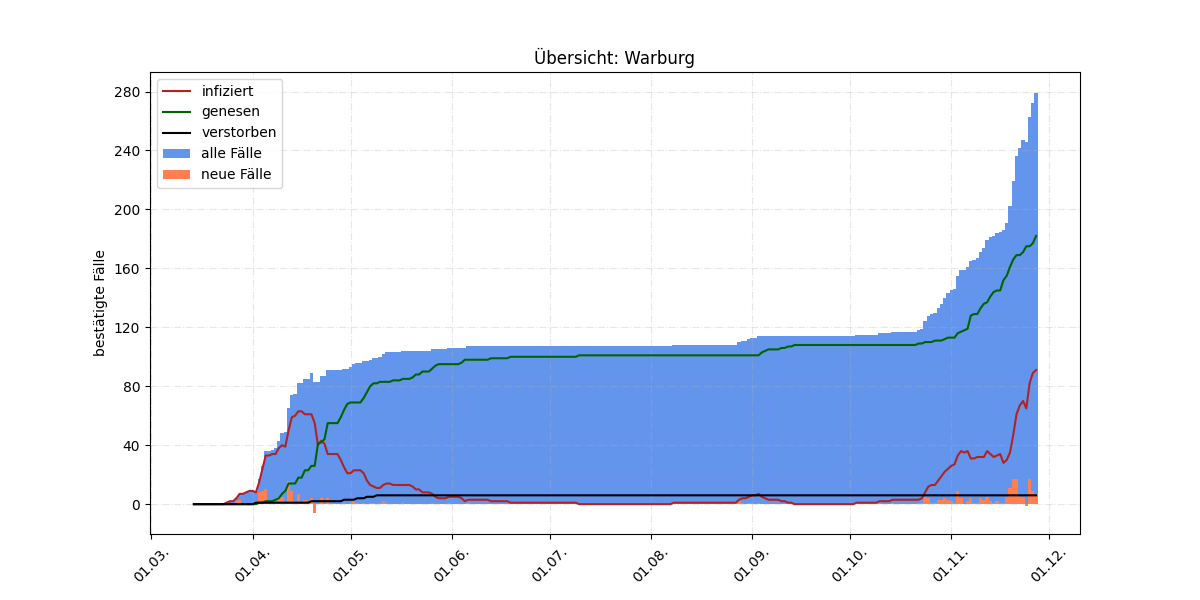 Übersicht: Warburg
infiziert
genesen
verstorben
alle Fälle
neue Fälle
bestätigte Fälle
280
240
200
160
120
80
40
0
01.03.
01.04.
01.05.
01.06.
01.07.
01.08.
01.09.
01.10.
01.11.
01.12.